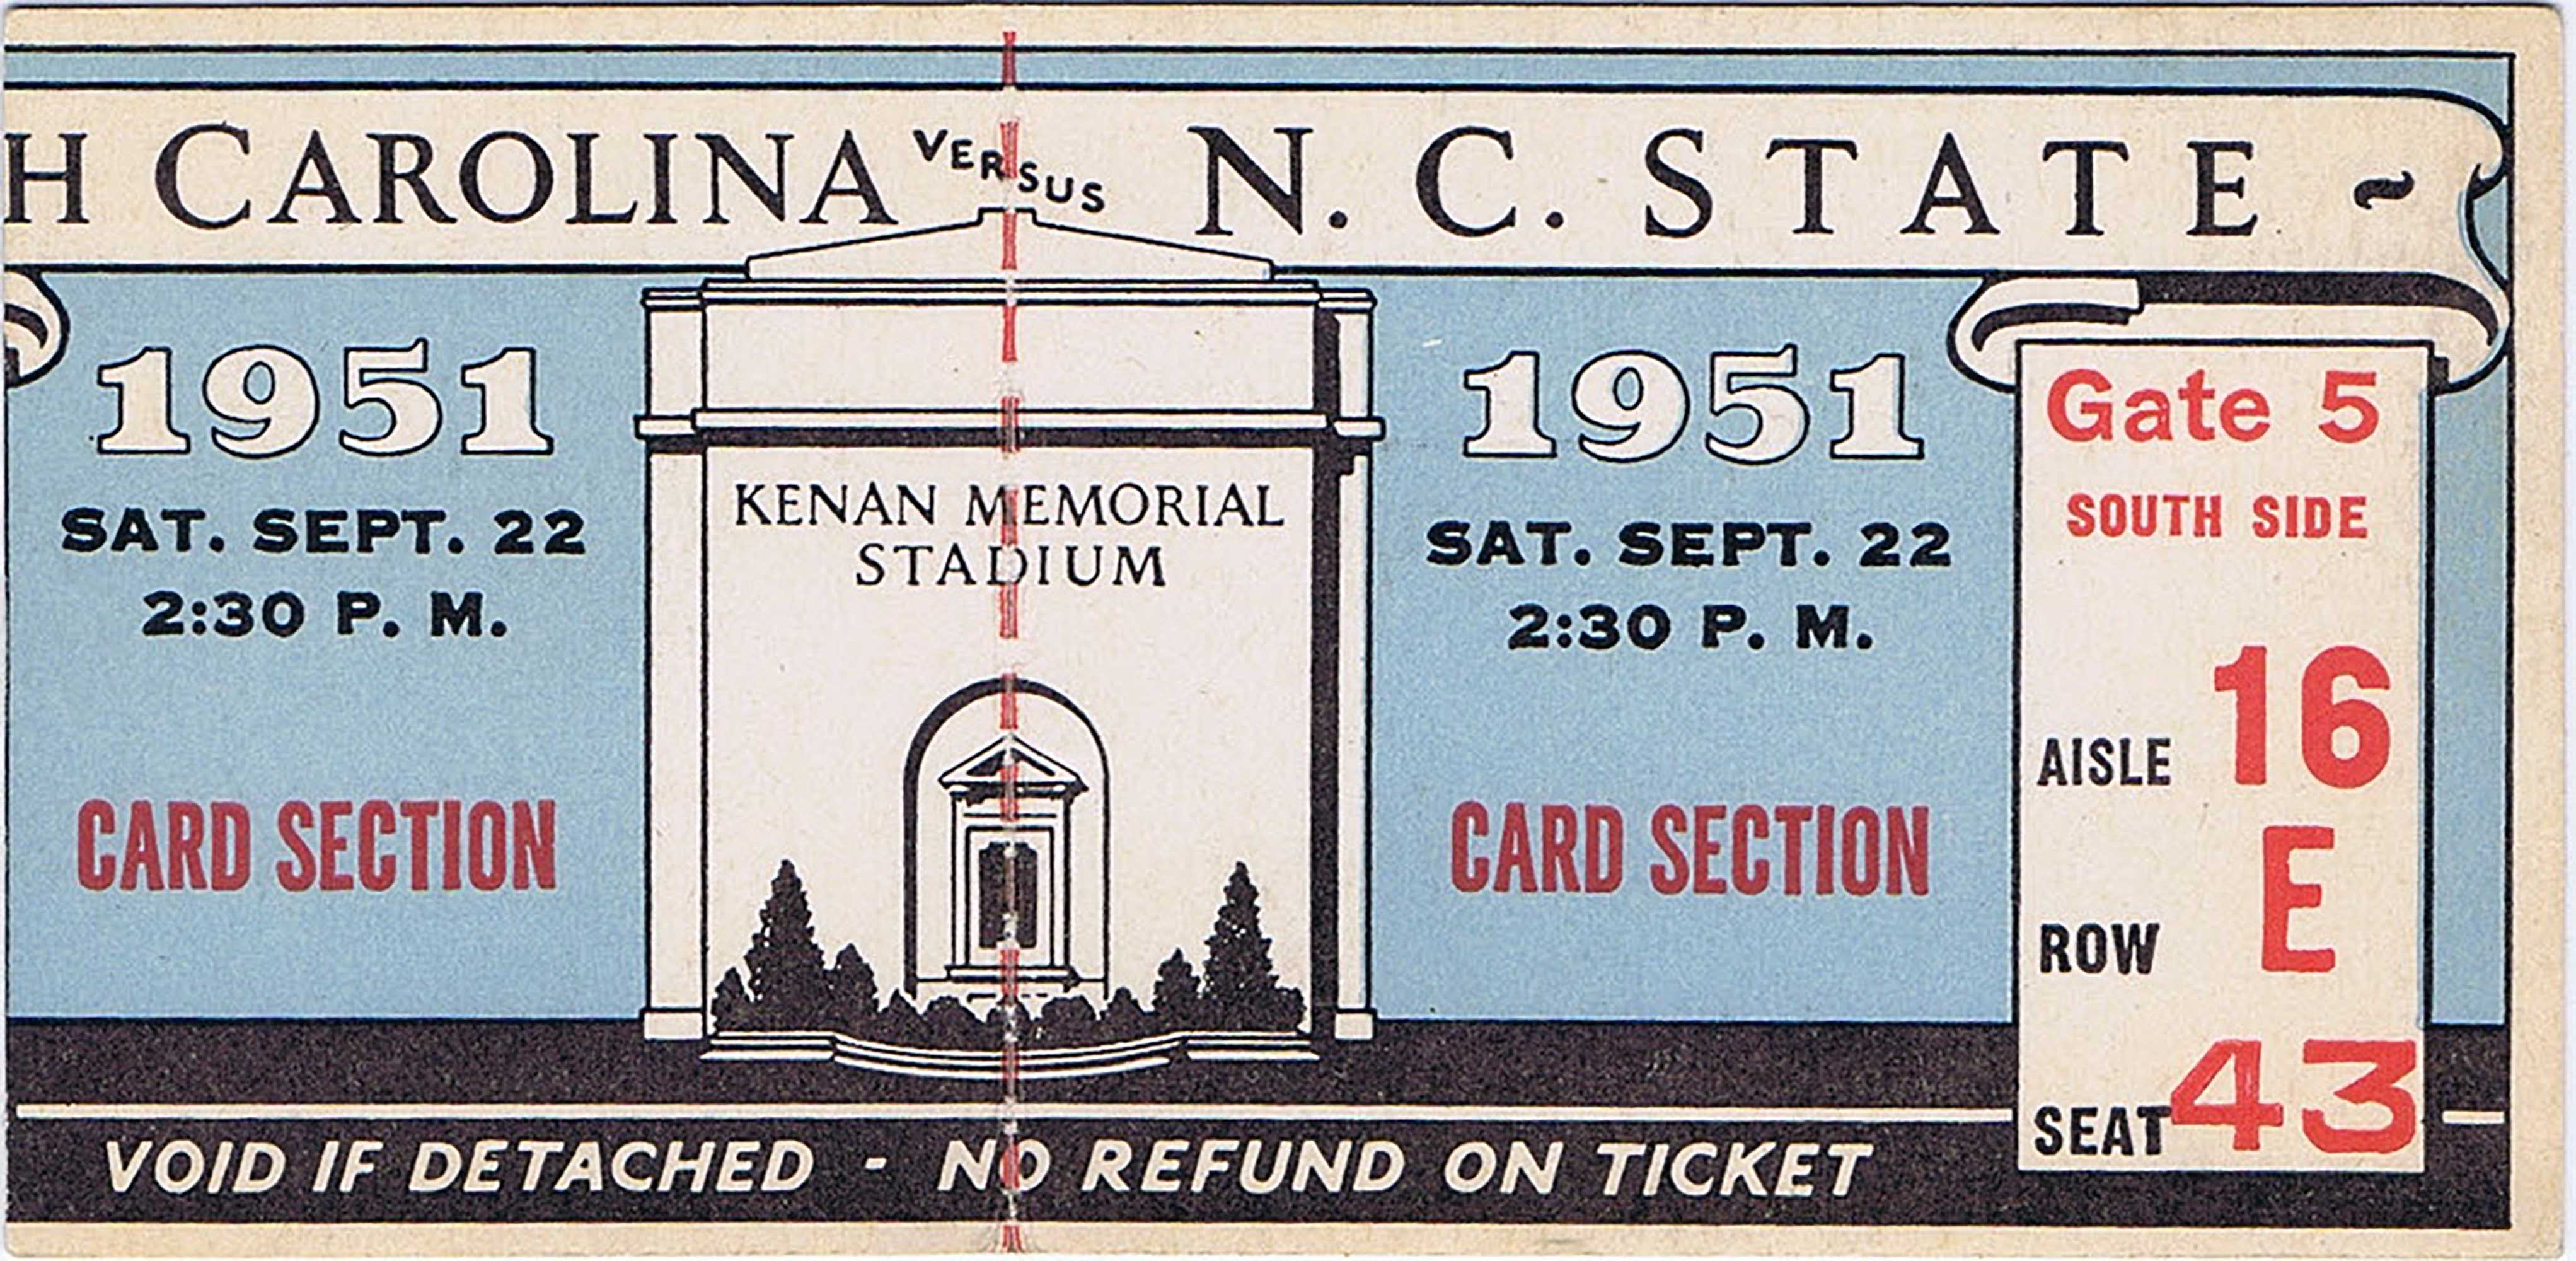 H CAROLINA VERSUS N. C. STATE ~
1951
SAT. SEPT. 22
2:30 P. M.
CARD SECTION
KENAN MEMORIAL
STADIUM
1951
SAT. SEPT. 22
2:30 P. M.
CARD SECTION
Gate 5
SOUTH SIDE
AISLE 16
ROW E
SEAT 43
VOID IF DETACHED - NO REFUND ON TICKET